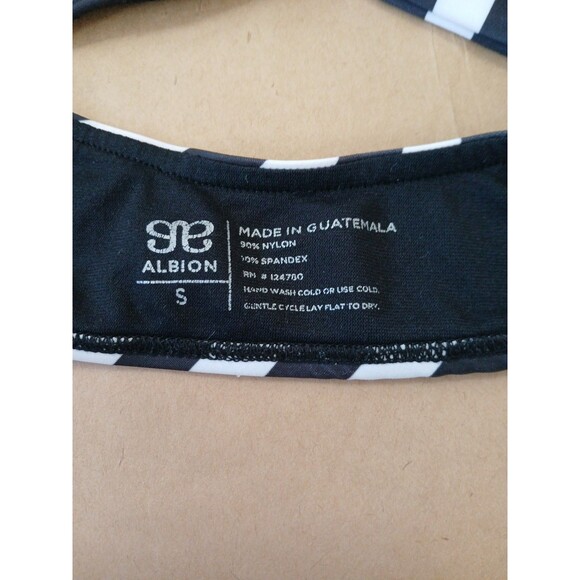 ALBION
S
MADE IN GUATEMALA
90% NYLON
10% SPANDEX
RN # 124780
HAND WASH COLD OR USE COLD.
GENTLE CYCLE LAY FLAT TO DRY.